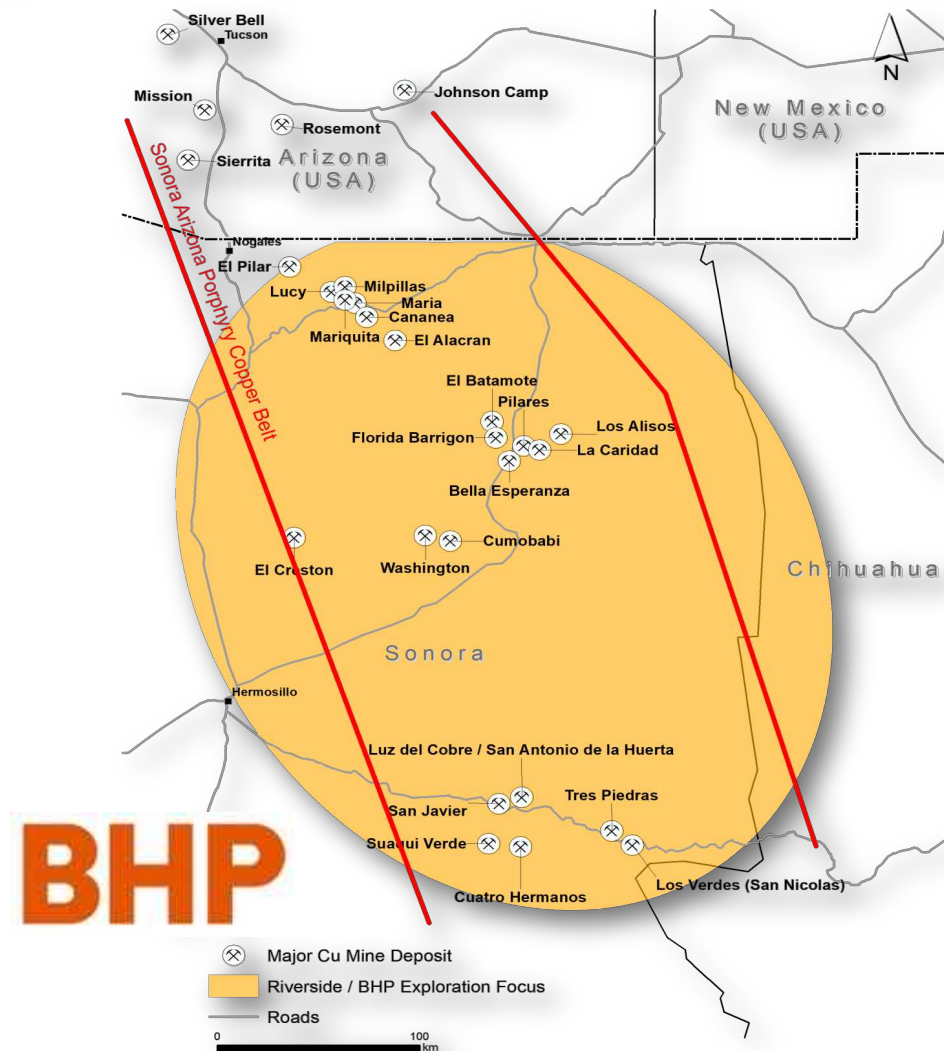 Silver Bell
Tucson
N
Mission
Johnson Camp
New Mexico
(USA)
Rosemont
Arizona
(USA)
Sierrita
Sonora Arizona Porphyry Copper Belt
Nogales
El Pilar
Lucy
Milpillas
Maria
Cananea
Mariquita
El Alacran
El Batamote
Pilares
Los Alisos
Florida Barrigon
La Caridad
Bella Esperanza
El Creston
Washington
Cumobabi
Chihuahua
Sonora
Hermosillo
Luz del Cobre / San Antonio de la Huerta
San Javier
Tres Piedras
Suaqui Verde
Cuatro Hermanos
Los Verdes (San Nicolas)
BHP
Major Cu Mine Deposit
Riverside / BHP Exploration Focus
Roads
0 100
km